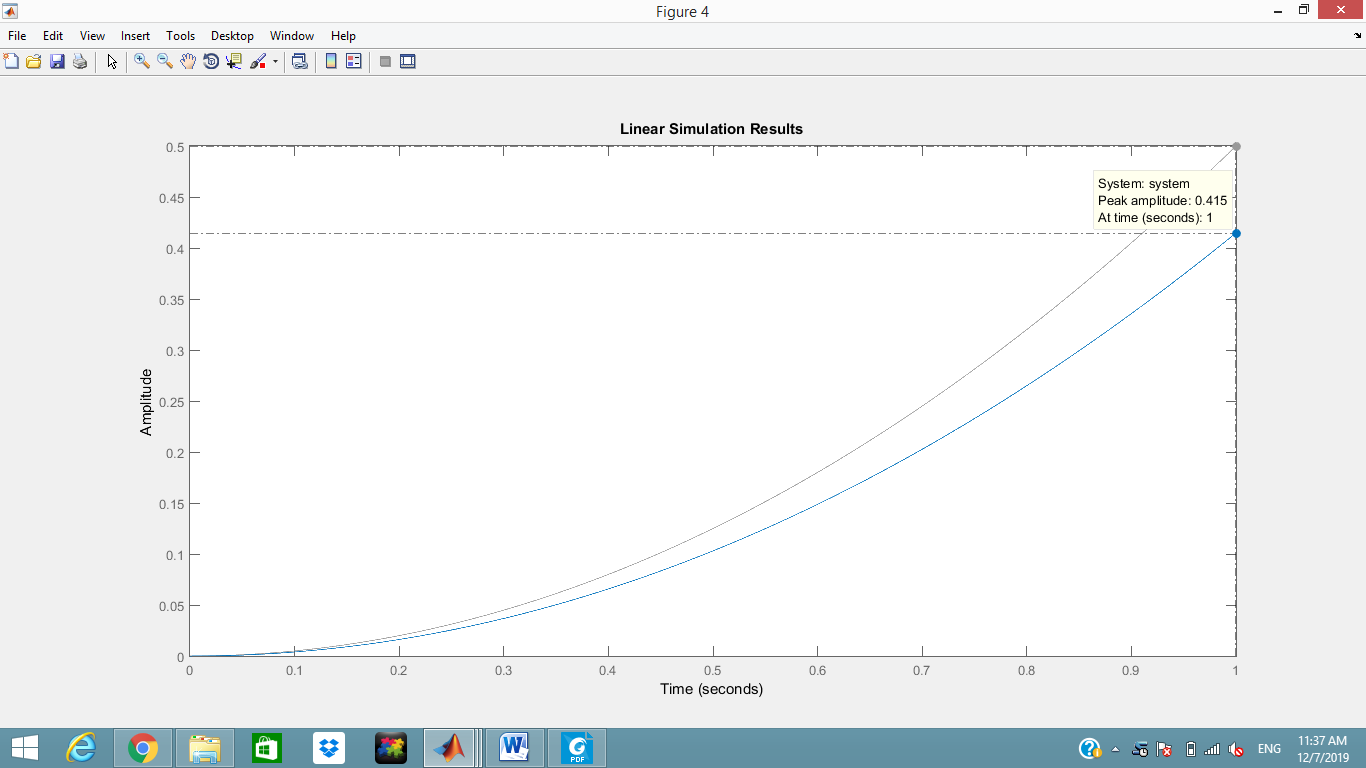 Figure 4
File Edit View Insert Tools Desktop Window Help
Linear Simulation Results
0.5
0.45
0.4
0.35
0.3
0.25
0.2
0.15
0.1
0.05
0
Amplitude
System: system
Peak amplitude: 0.415
At time (seconds): 1
0 0.1 0.2 0.3 0.4 0.5 0.6 0.7 0.8 0.9 1
Time (seconds)
PDF
ENG
11:37 AM
12/7/2019